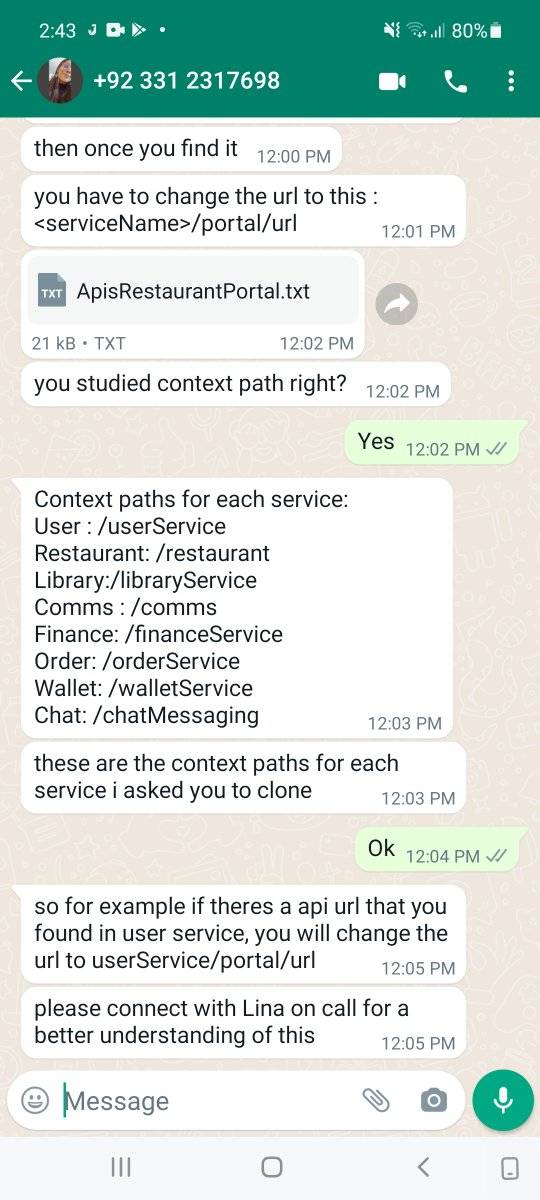 2:43
80%
+92 331 2317698
then once you find it 12:00 PM
you have to change the url to this :
<serviceName>/portal/url 12:01 PM
TXT ApisRestaurantPortal.txt
21 kB • TXT 12:02 PM
you studied context path right? 12:02 PM
Yes 12:02 PM
Context paths for each service:
User : /userService
Restaurant: /restaurant
Library:/libraryService
Comms : /comms
Finance: /financeService
Order: /orderService
Wallet: /walletService
Chat: /chatMessaging 12:03 PM
these are the context paths for each
service i asked you to clone 12:03 PM
Ok 12:04 PM
so for example if theres a api url that you
found in user service, you will change the
url to userService/portal/url 12:05 PM
please connect with Lina on call for a
better understanding of this 12:05 PM
Message